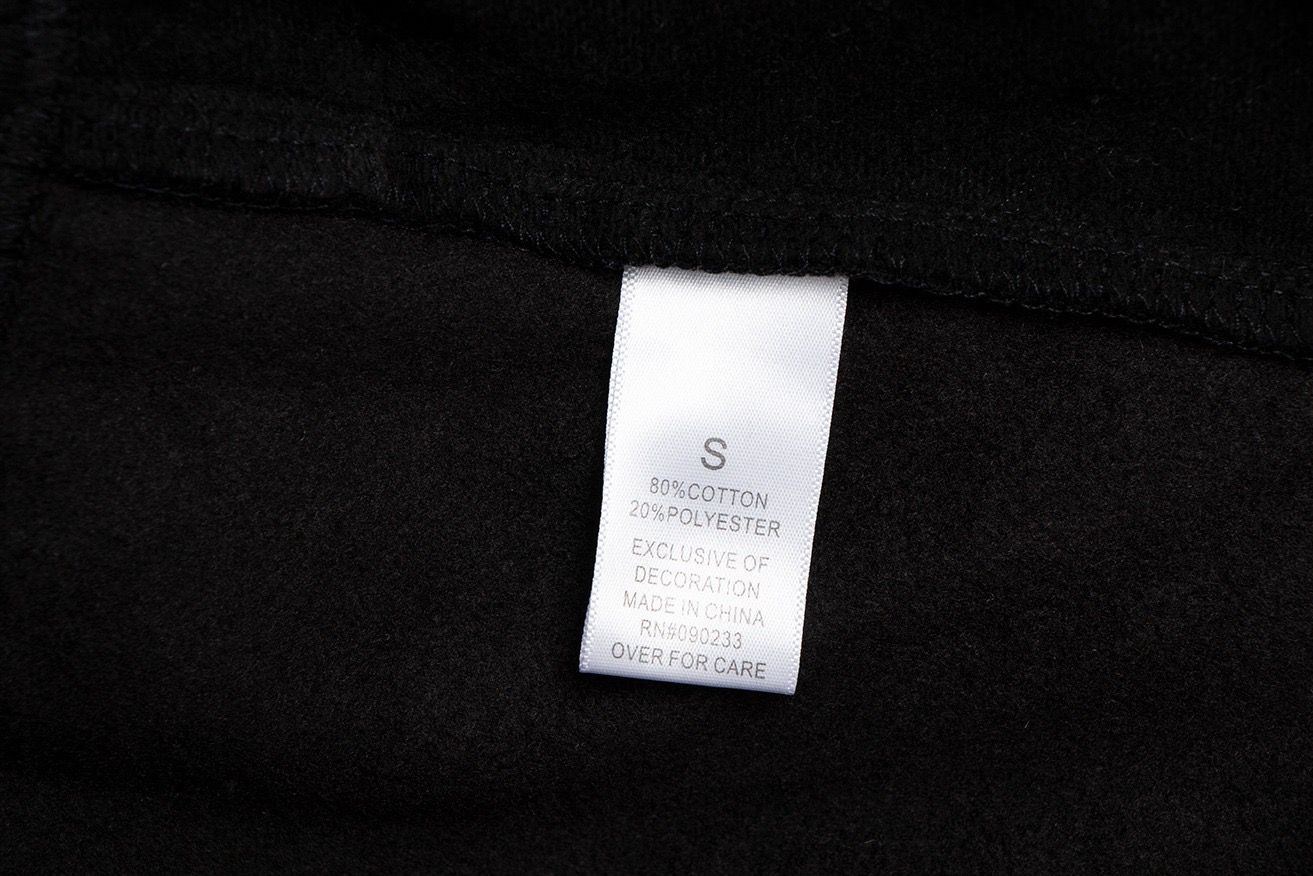 S
80%COTTON
20%POLYESTER
EXCLUSIVE OF
DECORATION
MADE IN CHINA
RN#090233
OVER FOR CARE